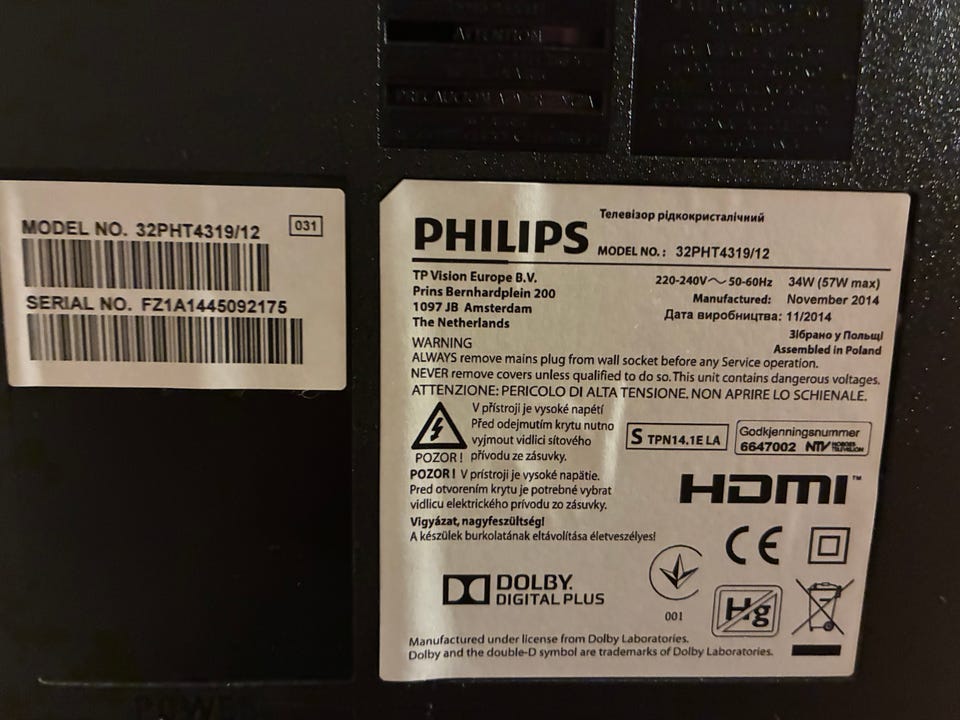 ATTENTION
MODEL NO. 32PHT4319/12 031
SERIAL NO. FZ1A1445092175
PHILIPS
Телевізор рідкокристалічний
MODEL NO.: 32PHT4319/12
TP Vision Europe B.V.
Prins Bernhardplein 200
1097 JB Amsterdam
The Netherlands
220-240V~ 50-60Hz 34W (57W max)
Manufactured: November 2014
Дата виробництва: 11/2014
Зібрано у Польщі
Assembled in Poland
WARNING
ALWAYS remove mains plug from wall socket before any Service operation.
NEVER remove covers unless qualified to do so. This unit contains dangerous voltages.
ATTENZIONE: PERICOLO DI ALTA TENSIONE. NON APRIRE LO SCHIENALE.
V přístroji je vysoké napětí
Před odejmutím krytu nutno
vyjmout vidlici síťového
POZOR! přívodu ze zásuvky.
POZOR! V prístroji je vysoké napätie.
Pred otvorením krytu je potrebné vybrat
vidlicu elektrického prívodu zo zásuvky.
Vigyázat, nagyfeszültség!
A készülek burkolatának eltávolítása életveszélyes!
S TPN14.1E LA
Godkjenningsnummer
6647002 NTV NORGES
TELEVISJON
HDMI™
CE
DOLBY.
DIGITAL PLUS
001
Hg
Manufactured under license from Dolby Laboratories.
Dolby and the double-D symbol are trademarks of Dolby Laboratories.
POWER